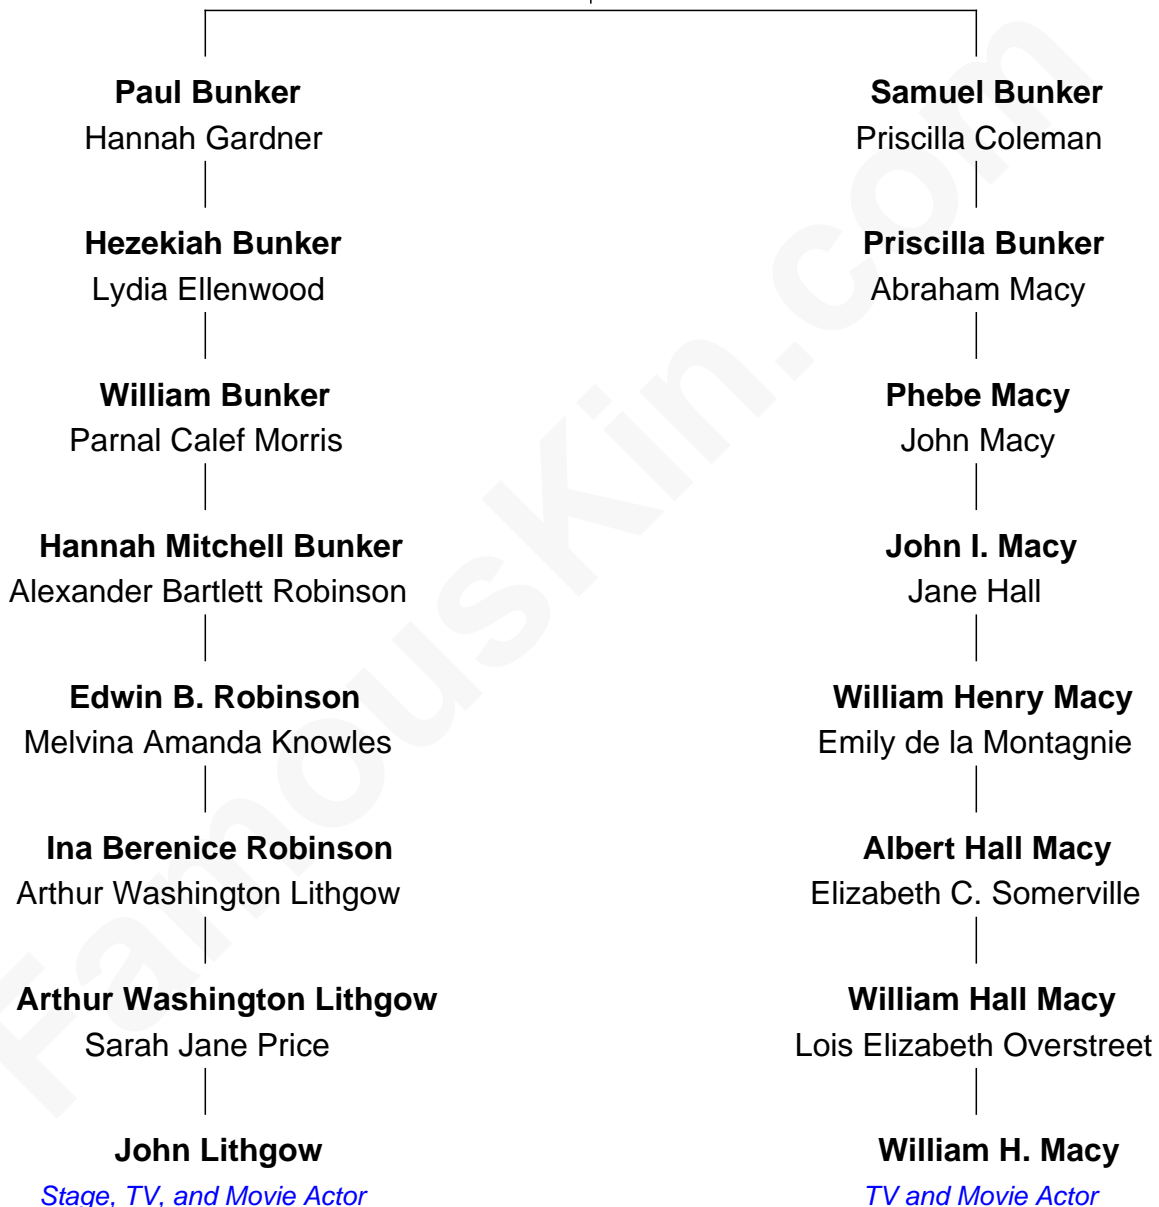 Paul Bunker
Hannah Gardner
Hezekiah Bunker
Lydia Ellenwood
William Bunker
Parnal Calef Morris
Hannah Mitchell Bunker
Alexander Bartlett Robinson
Edwin B. Robinson
Melvina Amanda Knowles
Ina Berenice Robinson
Arthur Washington Lithgow
Arthur Washington Lithgow
Sarah Jane Price
John Lithgow
Stage, TV, and Movie Actor
Samuel Bunker
Priscilla Coleman
Priscilla Bunker
Abraham Macy
Phebe Macy
John Macy
John I. Macy
Jane Hall
William Henry Macy
Emily de la Montagnie
Albert Hall Macy
Elizabeth C. Somerville
William Hall Macy
Lois Elizabeth Overstreet
William H. Macy
TV and Movie Actor
FamousKin.com